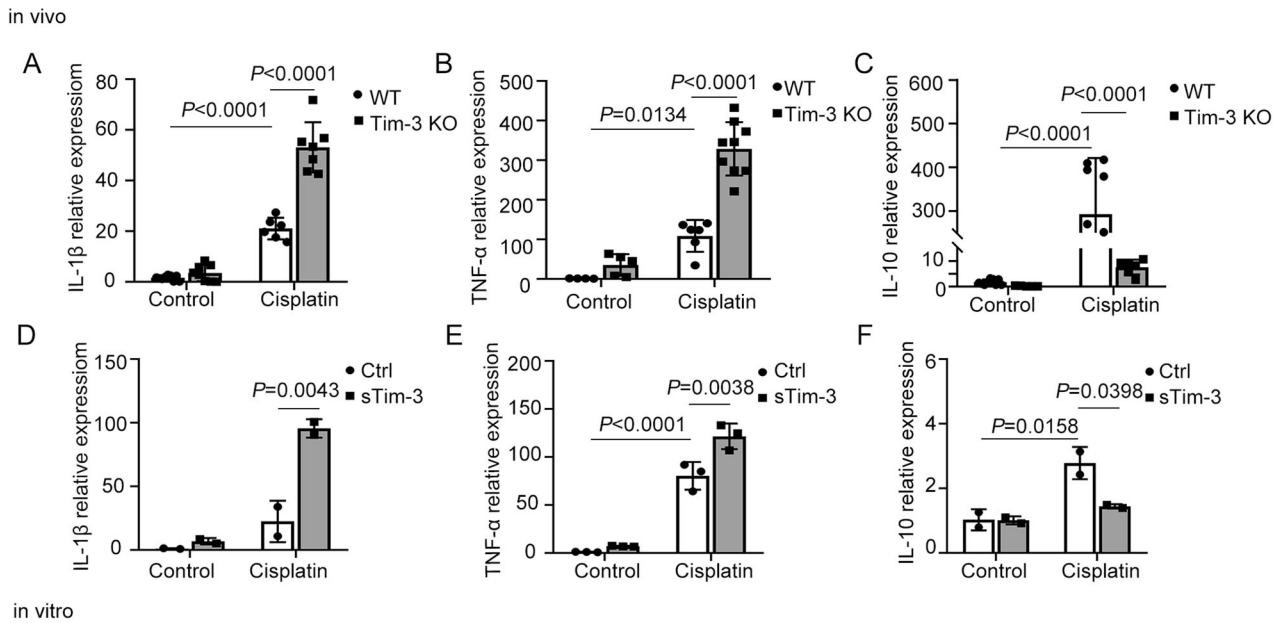 in vivo
A
IL-1β relative expressiom
80
60
40
20
0
P<0.0001
P<0.0001
WT
Tim-3 KO
Control
Cisplatin
B
TNF-α relative expressiom
500
400
300
200
100
0
P=0.0134
P<0.0001
WT
Tim-3 KO
Control
Cisplatin
C
IL-10 relative expression
600
500
400
300
10
0
P<0.0001
P<0.0001
WT
Tim-3 KO
Control
Cisplatin
D
IL-1β relative expressiom
150
100
50
0
P=0.0043
Ctrl
sTim-3
Control
Cisplatin
E
TNF-α relative expression
200
150
100
50
0
P<0.0001
P=0.0038
Ctrl
sTim-3
Control
Cisplatin
F
IL-10 relative expression
6
4
2
0
P=0.0158
P=0.0398
Ctrl
sTim-3
Control
Cisplatin
in vitro